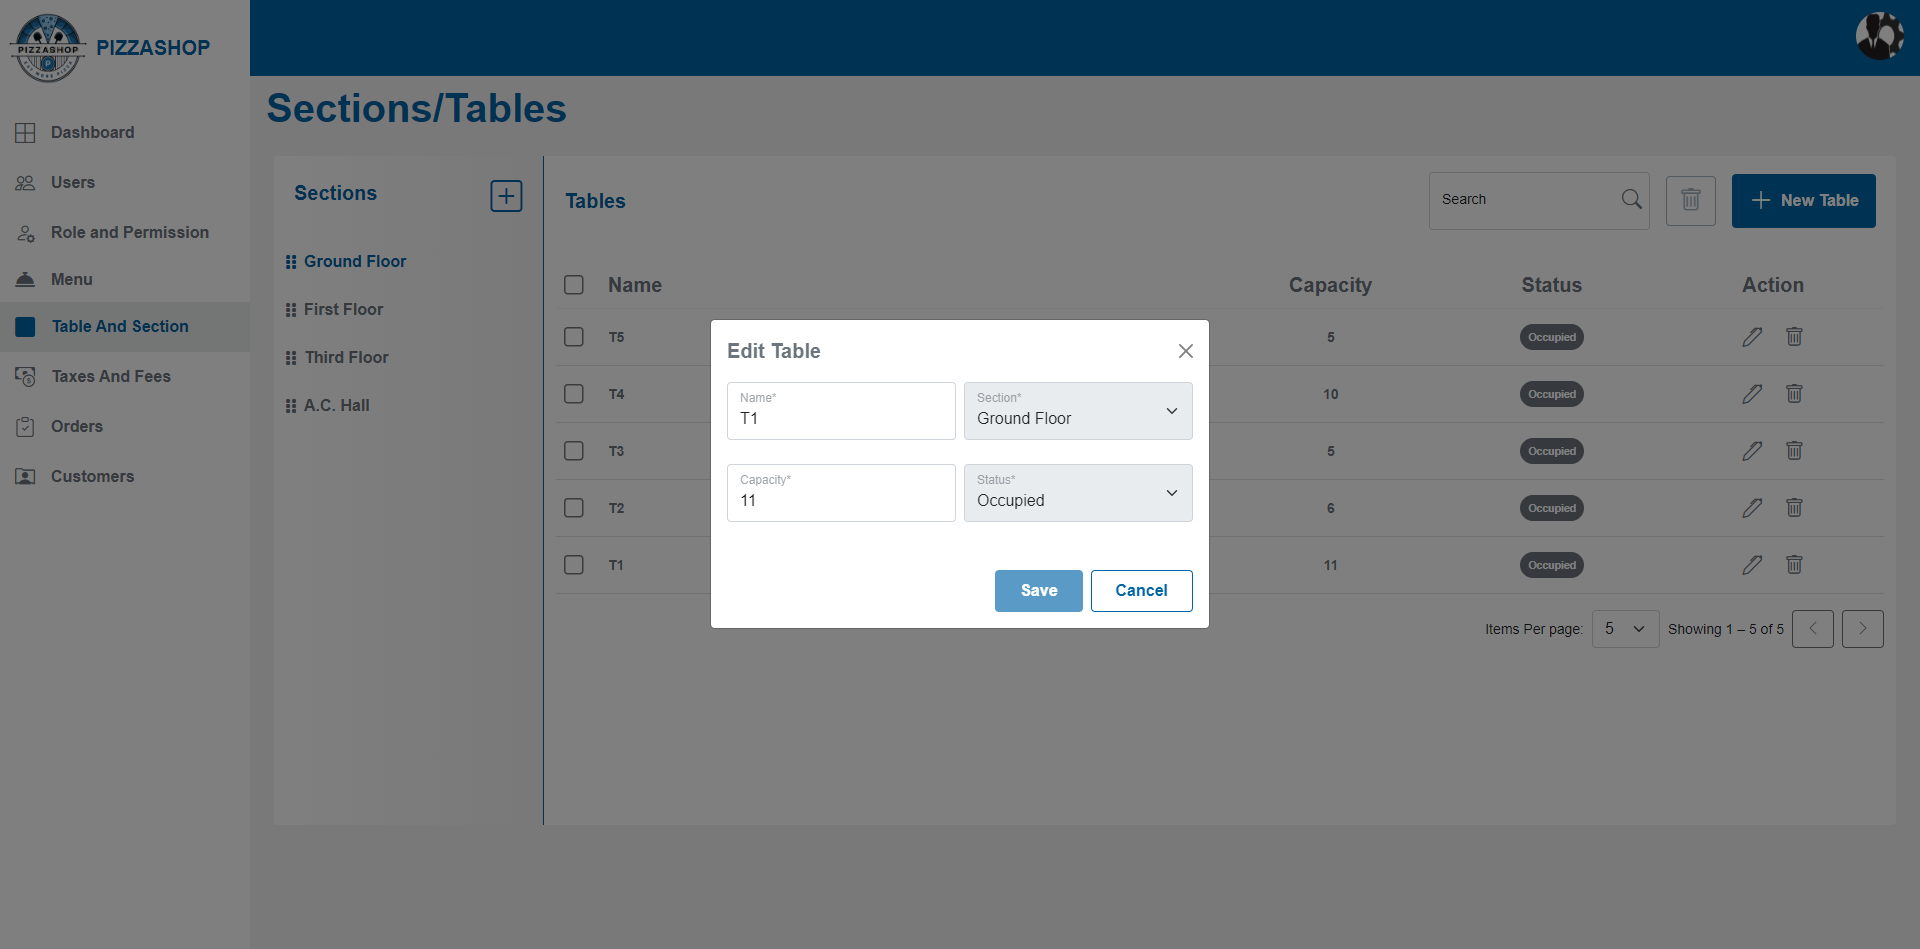 PIZZASHOP
PIZZASHOP
Dashboard
Users
Role and Permission
Menu
Table And Section
Taxes And Fees
Orders
Customers
Sections/Tables
Sections
Ground Floor
First Floor
Third Floor
A.C. Hall
Tables
Search
New Table
Name Capacity Status Action
T5 5 Occupied
T4 10 Occupied
T3 5 Occupied
T2 6 Occupied
T1 11 Occupied
Items Per page: 5 Showing 1 – 5 of 5
Edit Table
Name*
T1
Section*
Ground Floor
Capacity*
11
Status*
Occupied
Save Cancel